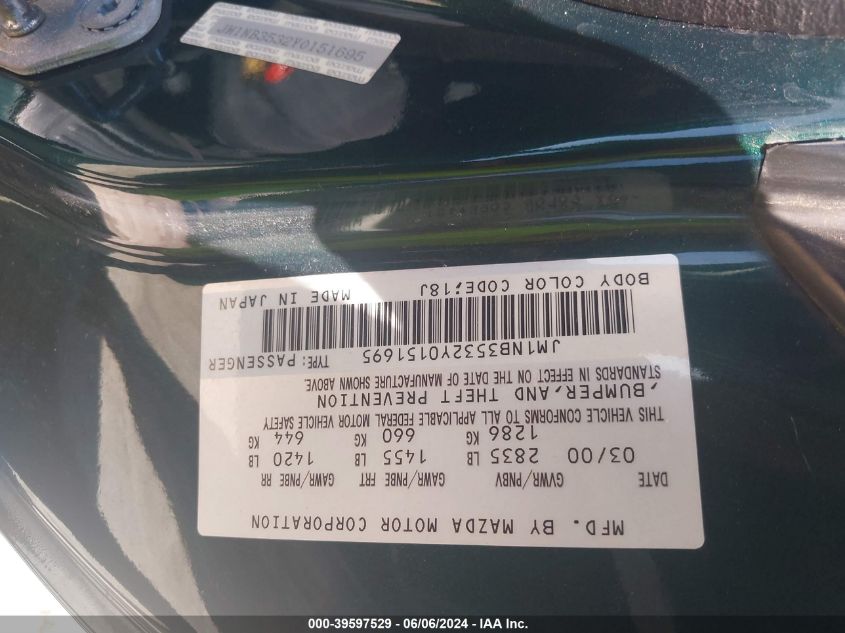 JM1NB3532Y0151695
MFD. BY MAZDA MOTOR CORPORATION
DATE GVWR/PNBV GAWR/PNBE FRT GAWR/PNBE RR
03/00 2835 LB 1455 LB 1420 LB
1286 KG 660 KG 644 KG
THIS VEHICLE CONFORMS TO ALL APPLICABLE FEDERAL MOTOR VEHICLE SAFETY
,BUMPER,AND THEFT PREVENTION
STANDARDS IN EFFECT ON THE DATE OF MANUFACTURE SHOWN ABOVE.
JM1NB3532Y0151695 TYPE:PASSENGER
BODY COLOR CODE:18J MADE IN JAPAN
000-39597529 - 06/06/2024 - IAA Inc.